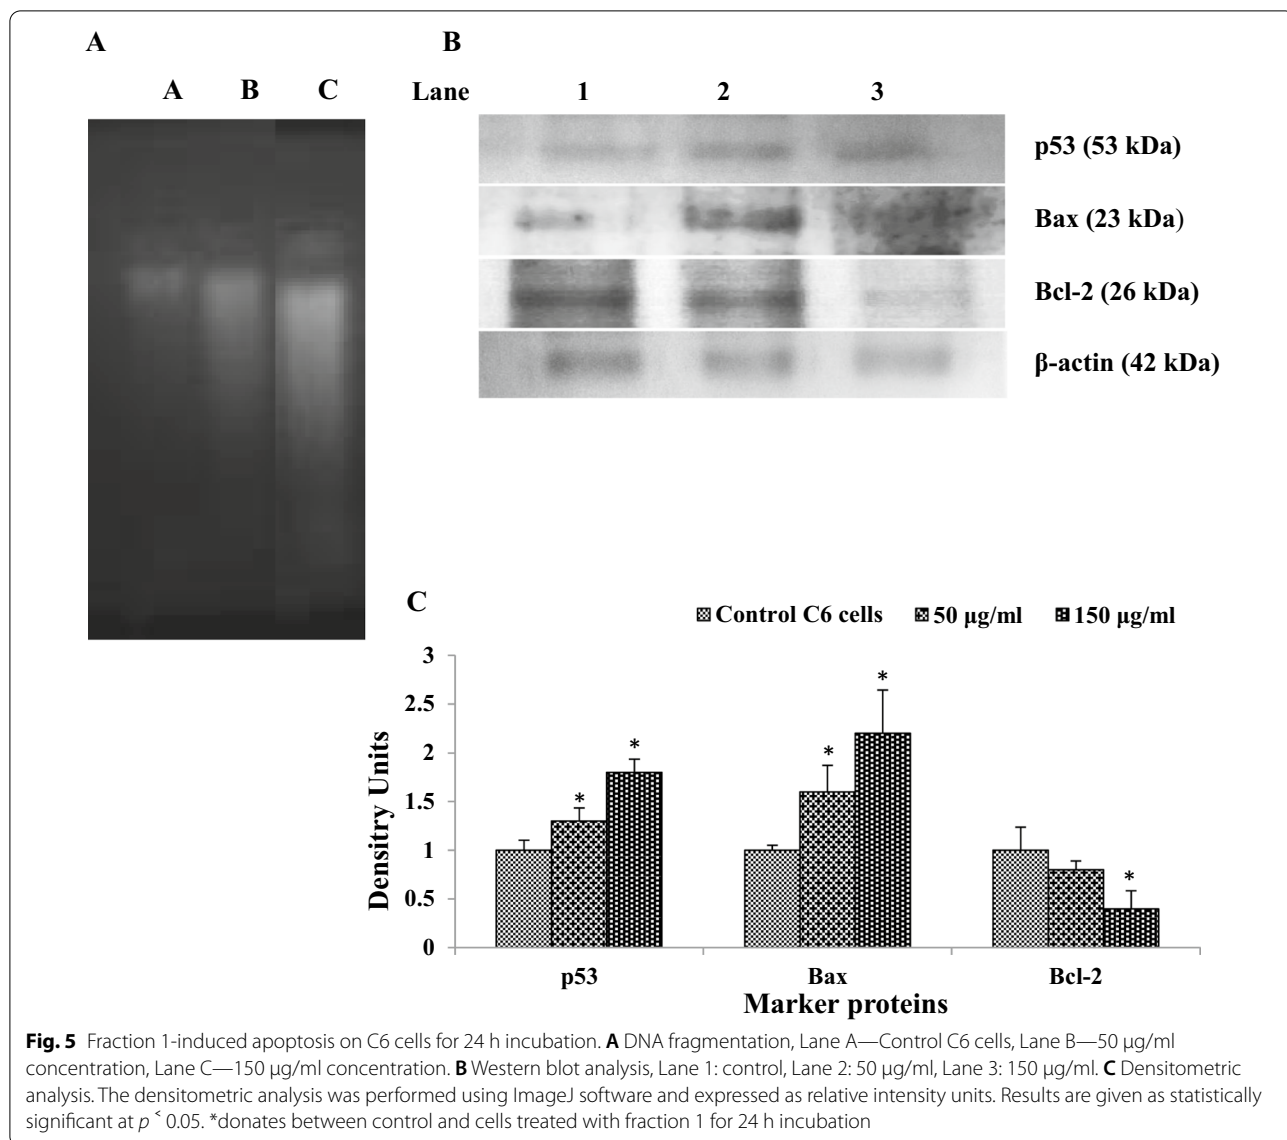 A
A B C
B
Lane 1 2 3
p53 (53 kDa)
Bax (23 kDa)
Bcl-2 (26 kDa)
β-actin (42 kDa)
C
Control C6 cells 50 µg/ml 150 µg/ml
3
2.5
2
1.5
1
0.5
0
Densitry Units
* * * * *
p53 Bax Bcl-2
Marker proteins
Fig. 5 Fraction 1-induced apoptosis on C6 cells for 24 h incubation. A DNA fragmentation, Lane A—Control C6 cells, Lane B—50 µg/ml
concentration, Lane C—150 µg/ml concentration. B Western blot analysis, Lane 1: control, Lane 2: 50 µg/ml, Lane 3: 150 µg/ml. C Densitometric
analysis. The densitometric analysis was performed using ImageJ software and expressed as relative intensity units. Results are given as statistically
significant at p < 0.05. *donates between control and cells treated with fraction 1 for 24 h incubation